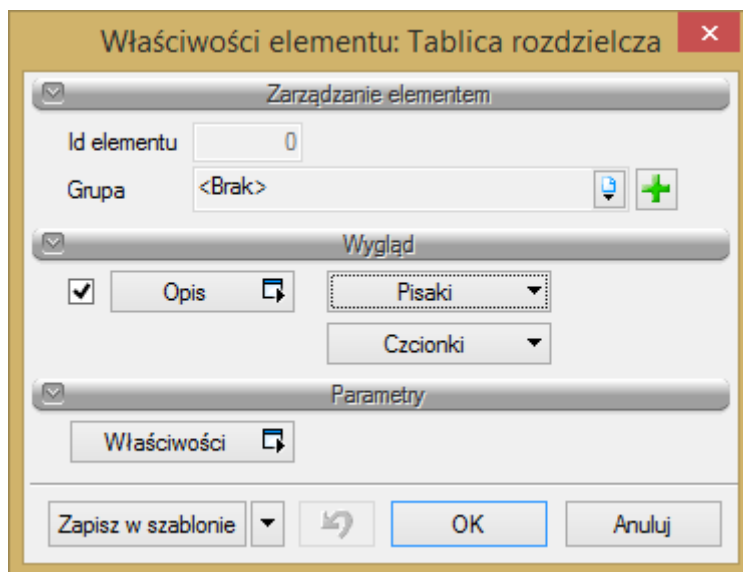 Właściwości elementu: Tablica rozdzielcza
Zarządzanie elementem
Id elementu 0
Grupa <Brak>
Wygląd
Opis Pisaki
Czcionki
Parametry
Właściwości
Zapisz w szablonie OK Anuluj